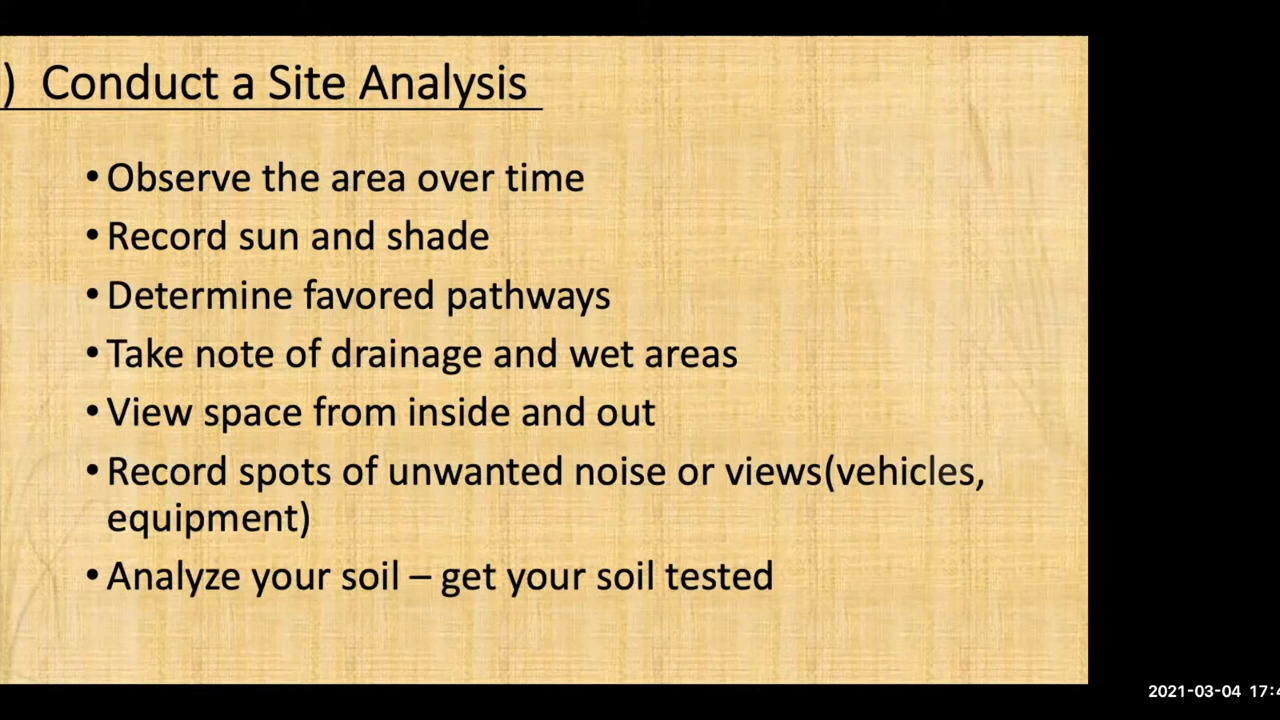 ) Conduct a Site Analysis
• Observe the area over time
• Record sun and shade
• Determine favored pathways
• Take note of drainage and wet areas
• View space from inside and out
• Record spots of unwanted noise or views(vehicles,
equipment)
• Analyze your soil – get your soil tested
2021-03-04 17:4